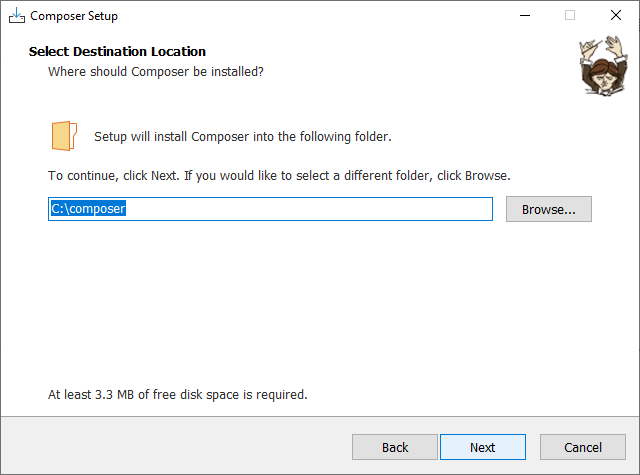 Composer Setup
Select Destination Location
Where should Composer be installed?
Setup will install Composer into the following folder.
To continue, click Next. If you would like to select a different folder, click Browse.
C:\composer
Browse...
At least 3.3 MB of free disk space is required.
Back
Next
Cancel